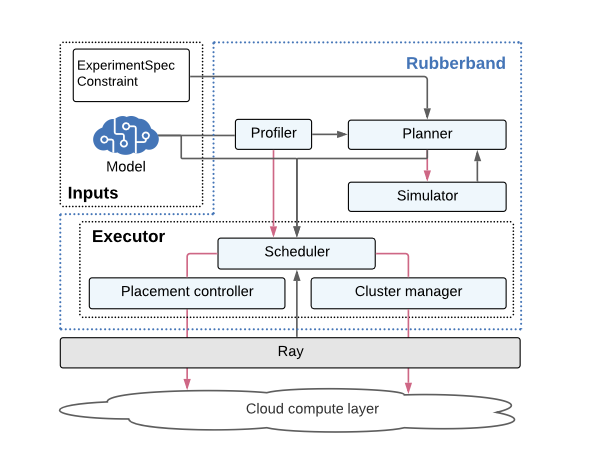 ExperimentSpec
Constraint
Rubberband
Profiler
Planner
Model
Inputs
Simulator
Executor
Scheduler
Placement controller
Cluster manager
Ray
Cloud compute layer